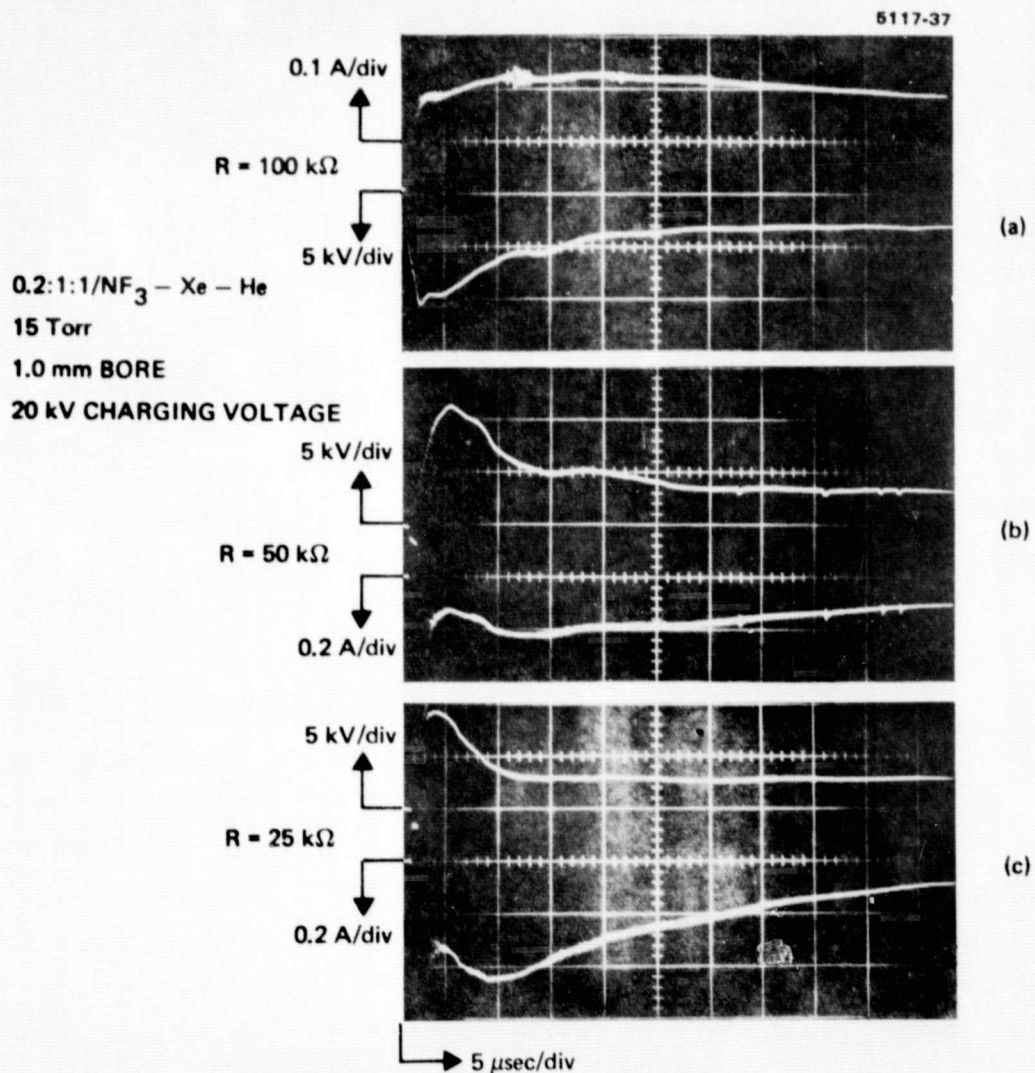 5117-37
0.1 A/div
R = 100 kΩ
5 kV/div
(a)
0.2:1:1/NF3 – Xe – He
15 Torr
1.0 mm BORE
20 kV CHARGING VOLTAGE
5 kV/div
R = 50 kΩ
0.2 A/div
(b)
5 kV/div
R = 25 kΩ
0.2 A/div
(c)
5 μsec/div